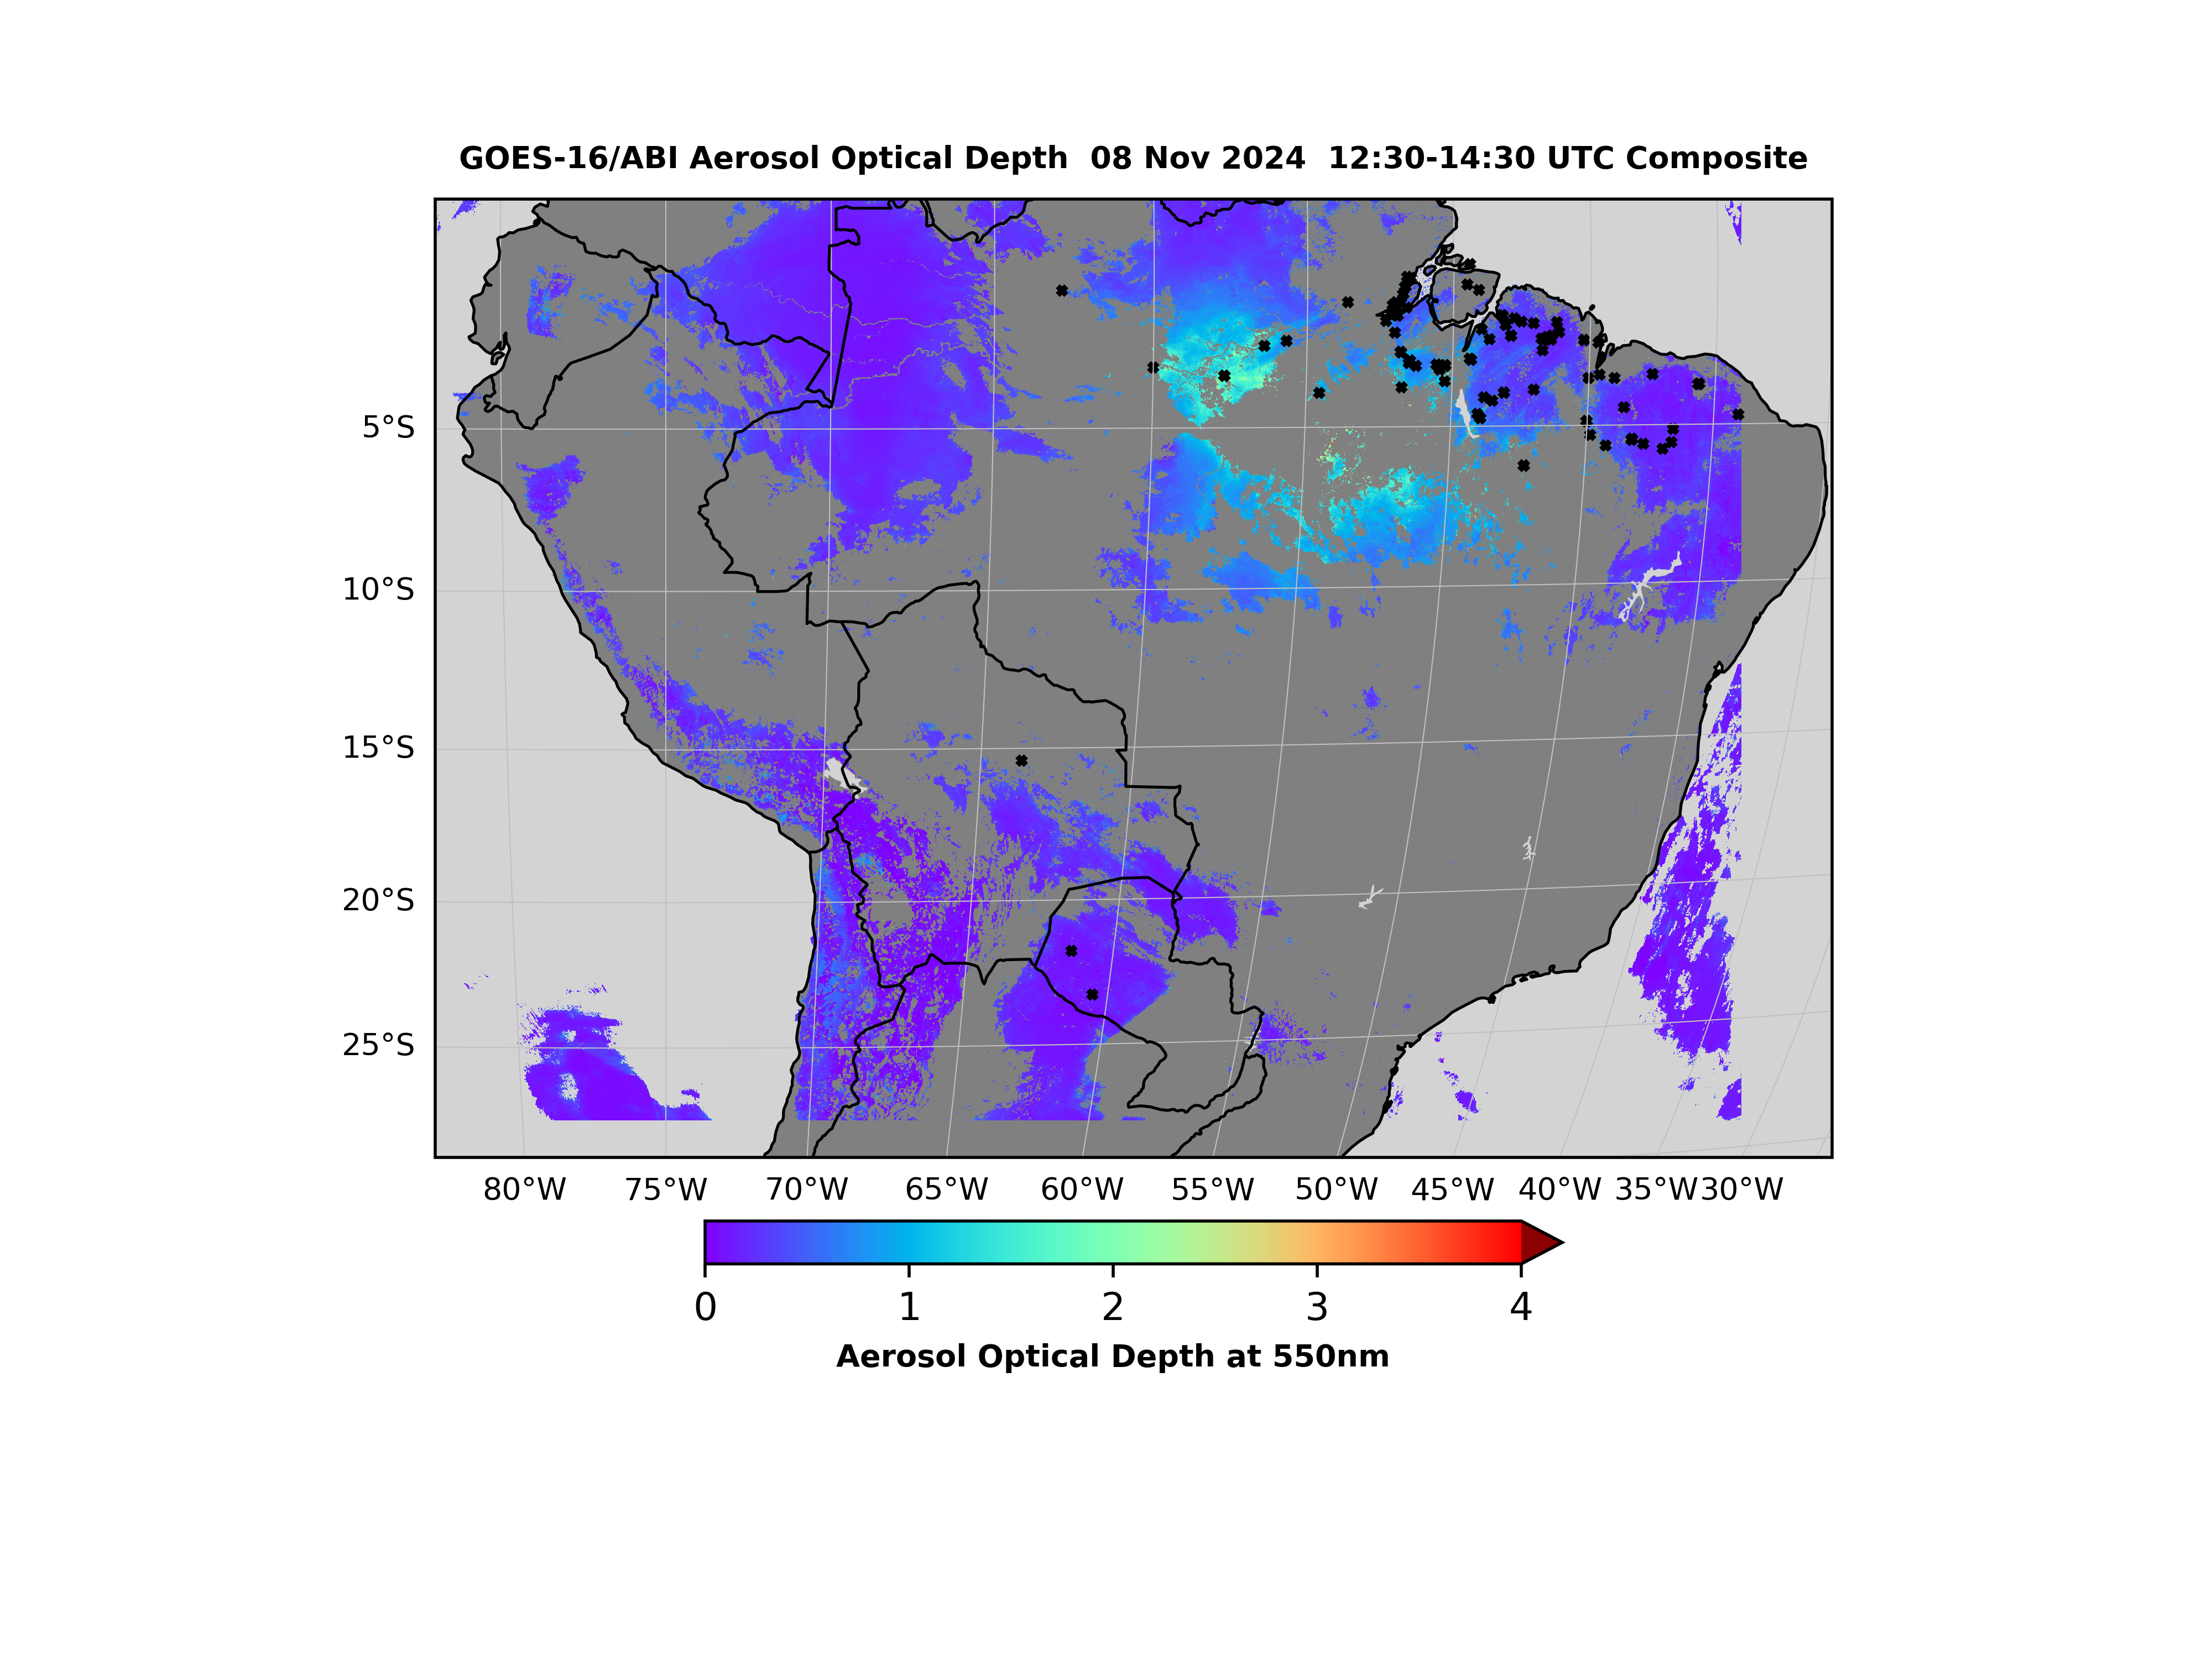 GOES-16/ABI Aerosol Optical Depth  08 Nov 2024  12:30-14:30 UTC Composite
5°S
10°S
15°S
20°S
25°S
80°W 75°W 70°W 65°W 60°W 55°W 50°W 45°W 40°W 35°W 30°W
0 1 2 3 4
Aerosol Optical Depth at 550nm